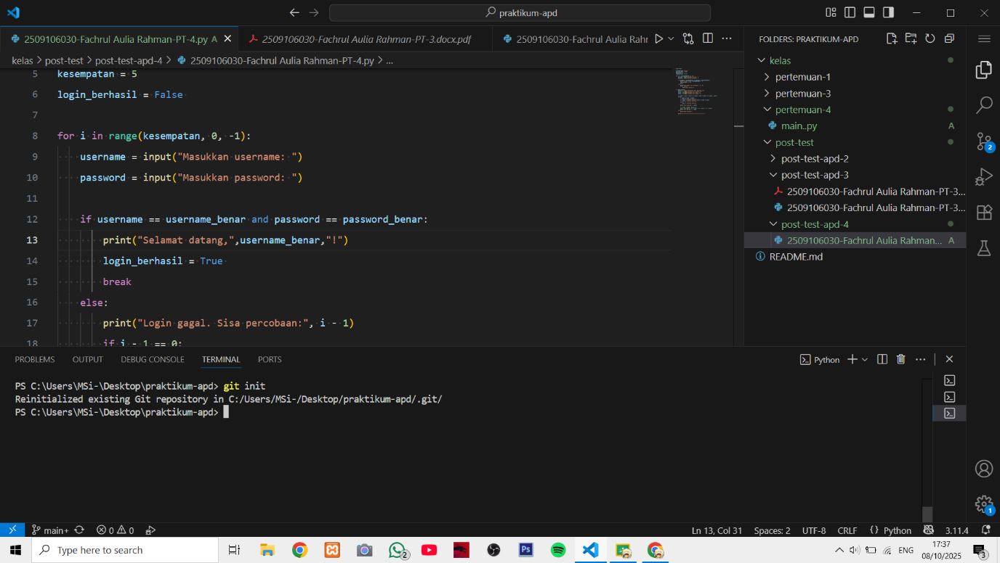 praktikum-apd
2509106030-Fachrul Aulia Rahman-PT-4.py A
2509106030-Fachrul Aulia Rahman-PT-3.docx.pdf
2509106030-Fachrul Aulia Rahr
kelas > post-test > post-test-apd-4 > 2509106030-Fachrul Aulia Rahman-PT-4.py > ...
5 kesempatan = 5
6 login_berhasil = False
7
8 for i in range(kesempatan, 0, -1):
9 username = input("Masukkan username: ")
10 password = input("Masukkan password: ")
11
12 if username == username_benar and password == password_benar:
13 print("Selamat datang,",username_benar,"!")
14 login_berhasil = True
15 break
16 else:
17 print("Login gagal. Sisa percobaan:", i - 1)
18 if i - 1 == 0:
FOLDERS: PRAKTIKUM-APD
kelas
pertemuan-1
pertemuan-3
pertemuan-4
main..py A
post-test
post-test-apd-2
post-test-apd-3
2509106030-Fachrul Aulia Rahman-PT-3...
2509106030-Fachrul Aulia Rahman-PT-3...
post-test-apd-4
2509106030-Fachrul Aulia Rahman... A
README.md
2
PROBLEMS OUTPUT DEBUG CONSOLE TERMINAL PORTS
Python
PS C:\Users\MSi-\Desktop\praktikum-apd> git init
Reinitialized existing Git repository in C:/Users/MSi-/Desktop/praktikum-apd/.git/
PS C:\Users\MSi-\Desktop\praktikum-apd>
1
main+ 0 0
Ln 13, Col 31 Spaces: 2 UTF-8 CRLF {} Python 3.11.4
Type here to search
2
Ps
ENG
17:37
08/10/2025
3